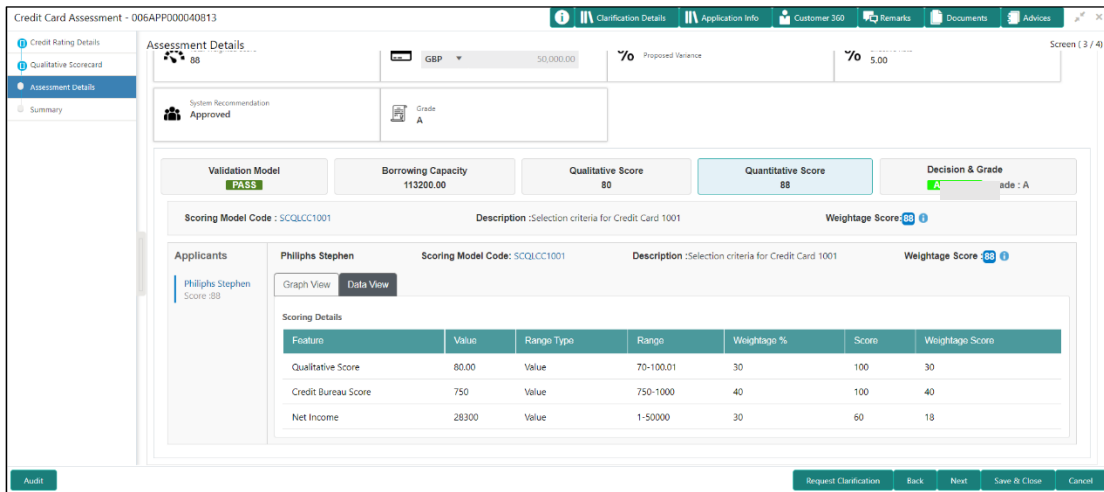 Credit Card Assessment - 006APP000040813
Clarification Details
Application Info
Customer 360
Remarks
Documents
Advices
Credit Rating Details
Qualitative Scorecard
Assessment Details
Summary
Assessment Details
Screen ( 3 / 4)
88
GBP
50,000.00
% Proposed Variance
% 5.00
System Recommendation
Approved
Grade
A
Validation Model
PASS
Borrowing Capacity
113200.00
Qualitative Score
80
Quantitative Score
88
Decision & Grade
A
ade : A
Scoring Model Code : SCQLCC1001
Description :Selection criteria for Credit Card 1001
Weightage Score:88
Applicants
Philiphs Stephen
Score :88
Philiphs Stephen
Scoring Model Code: SCQLCC1001
Description :Selection criteria for Credit Card 1001
Weightage Score :88
Graph View
Data View
Scoring Details
Feature Value Range Type Range Weightage % Score Weightage Score
Qualitative Score 80.00 Value 70-100.01 30 100 30
Credit Bureau Score 750 Value 750-1000 40 100 40
Net Income 28300 Value 1-50000 30 60 18
Audit
Request Clarification
Back
Next
Save & Close
Cancel